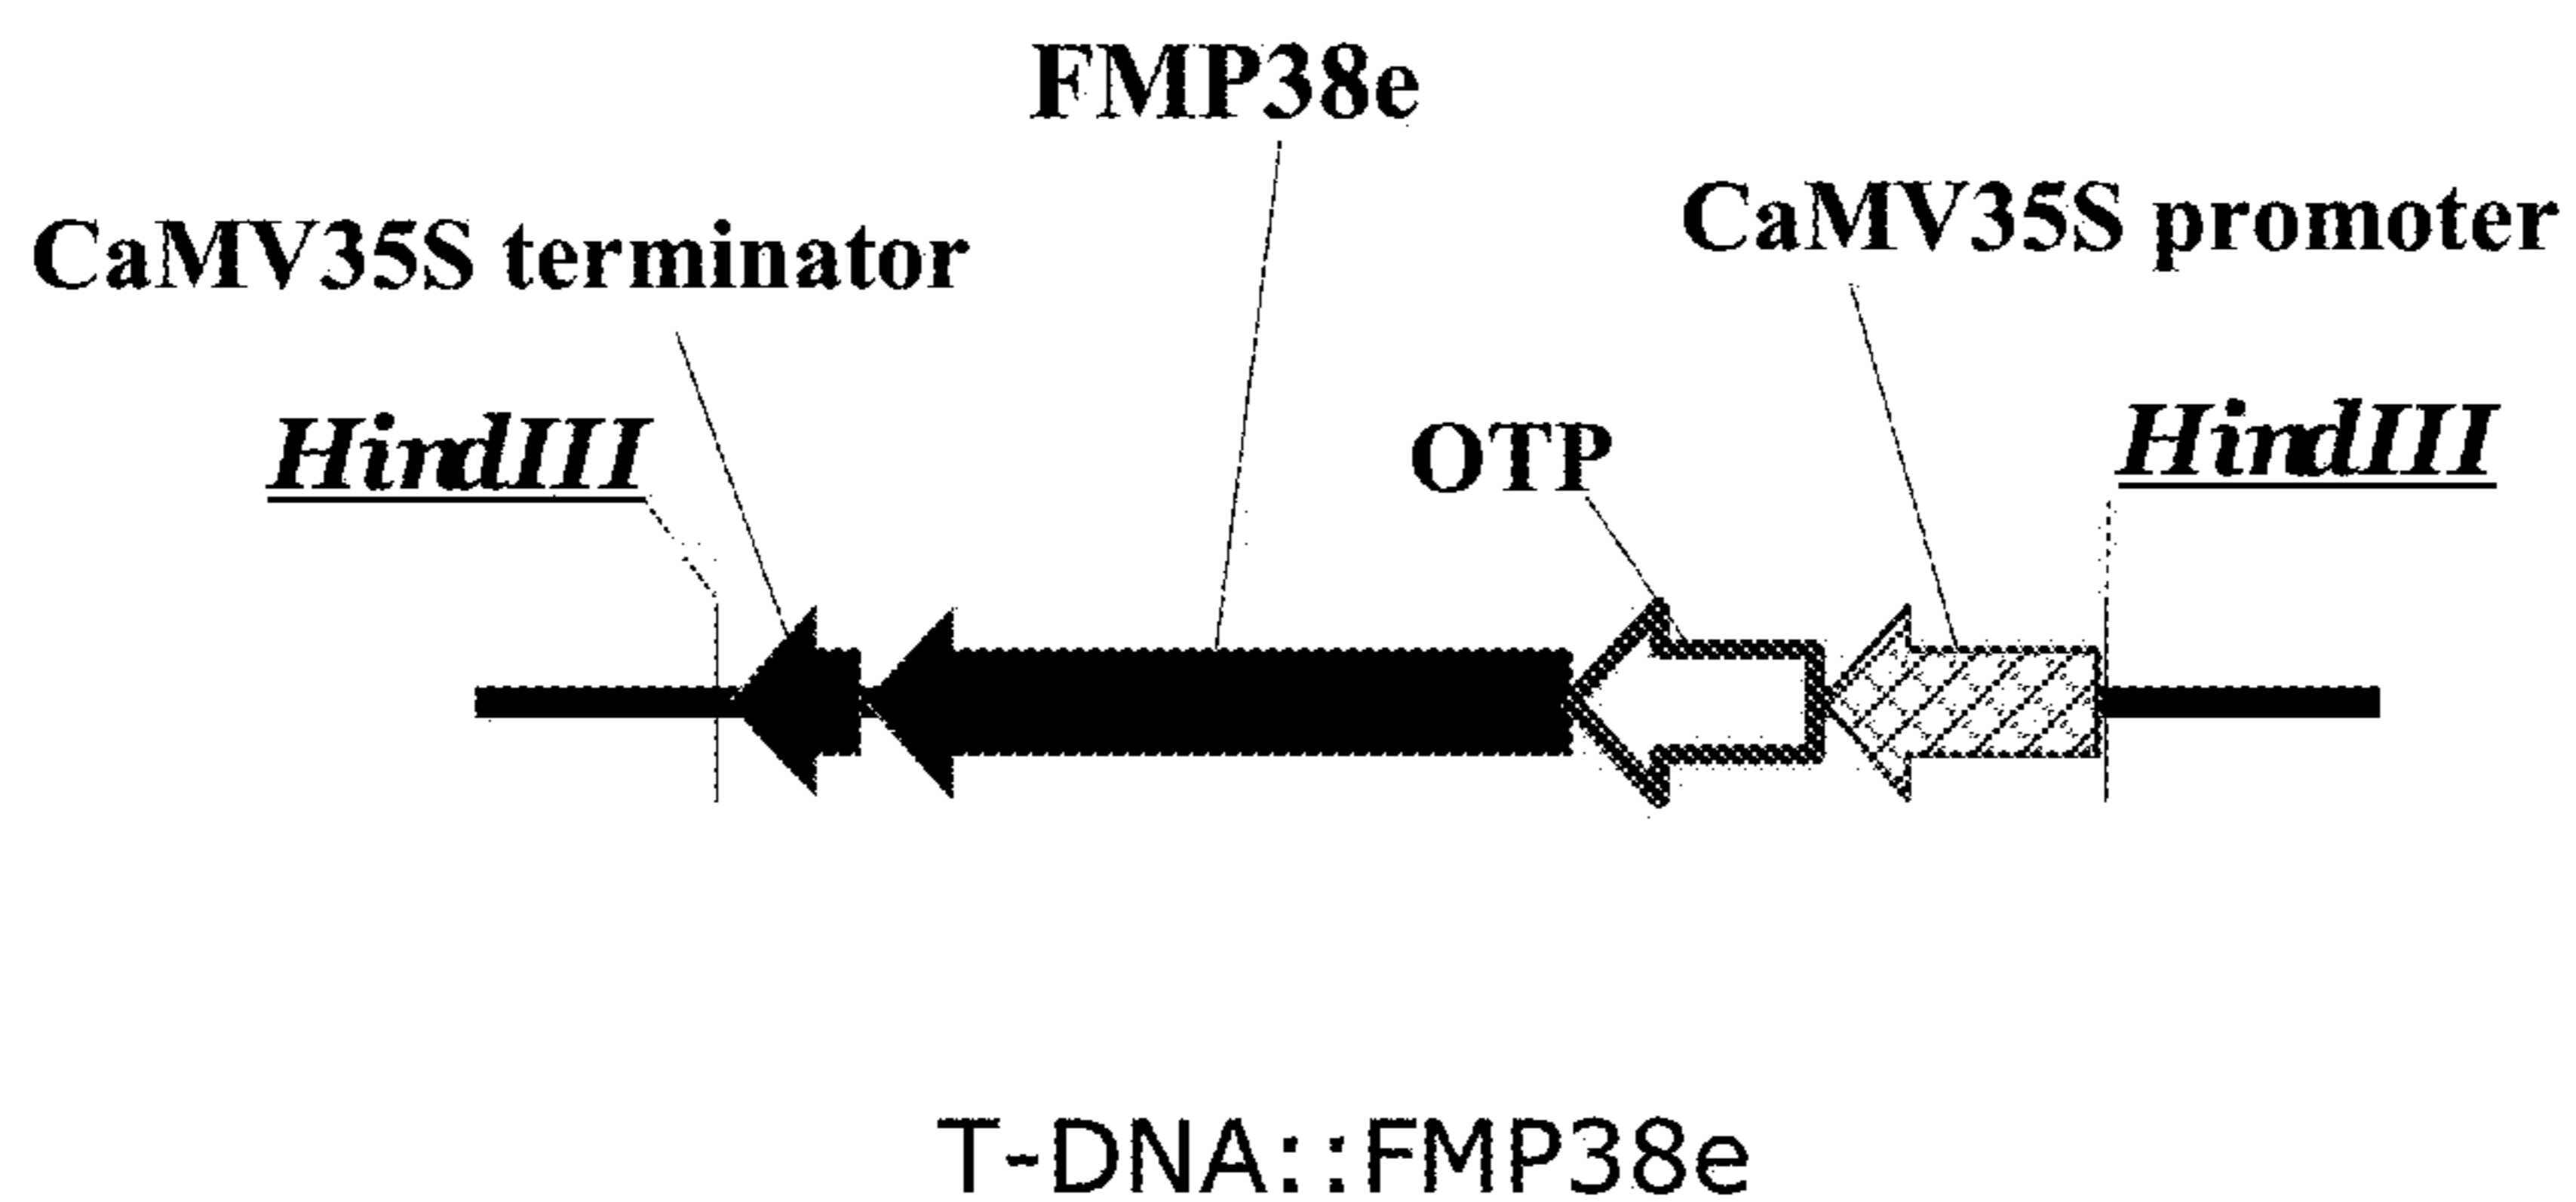 FMP38e
CaMV35S promoter
CaMV35S terminator
HindIII
OTP
HindIII
T-DNA::FMP38e